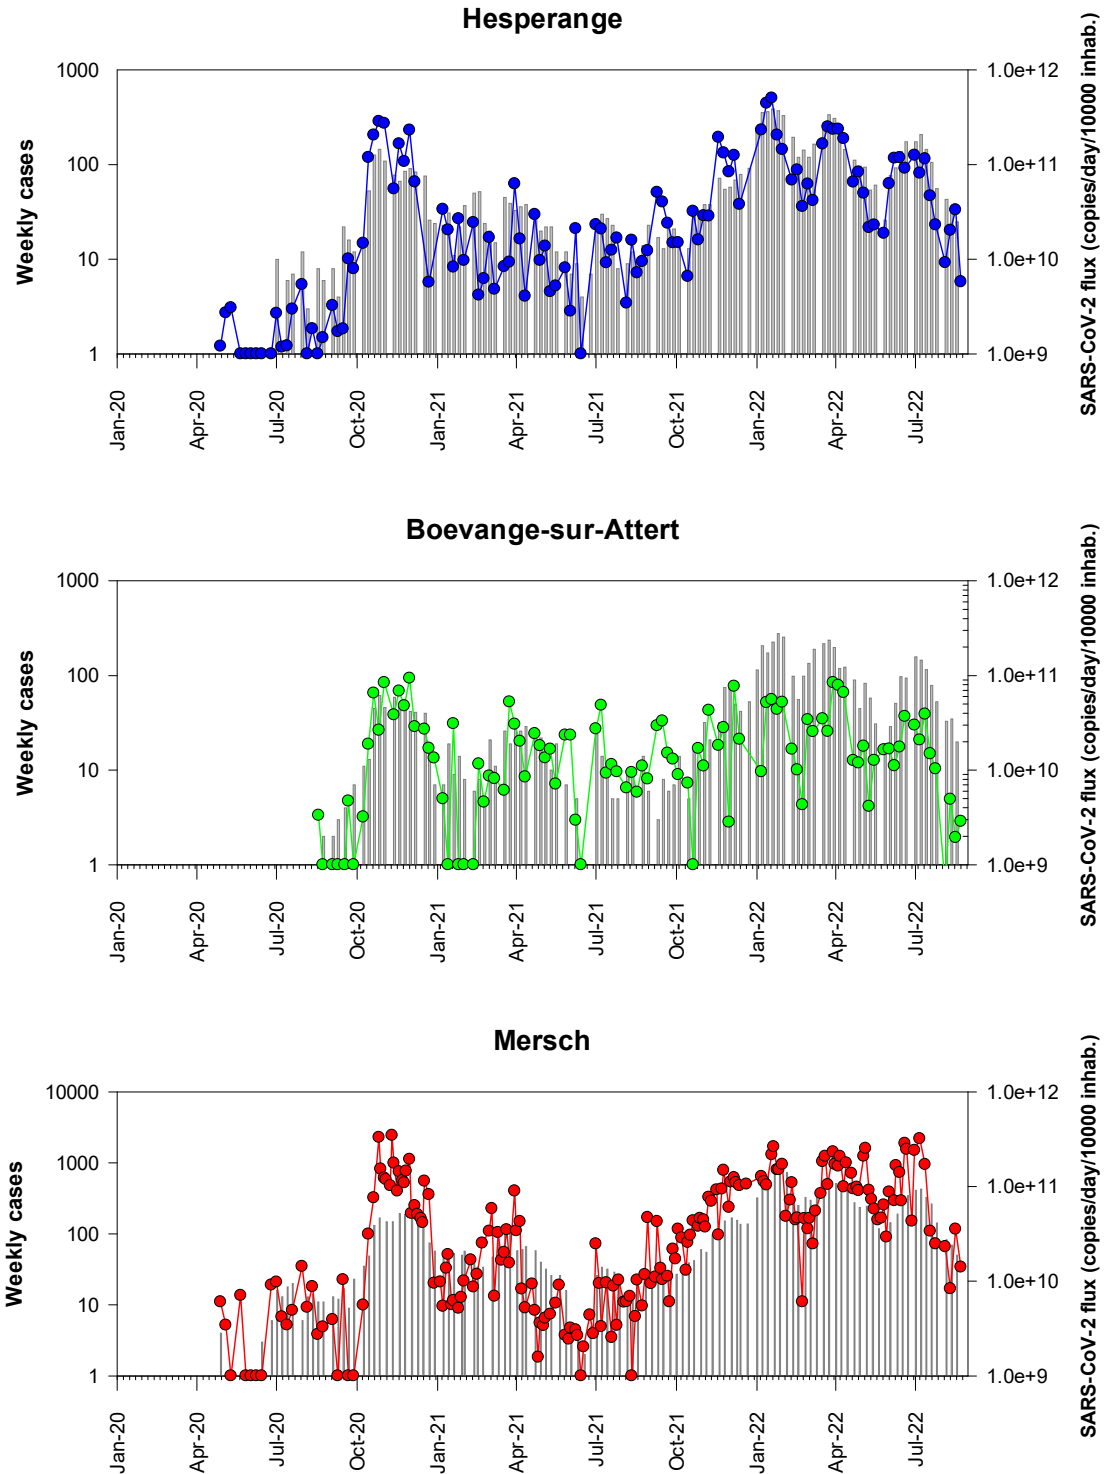 Hesperange
Weekly cases
1000
100
10
1
1.0e+12
1.0e+11
1.0e+10
1.0e+9
SARS-CoV-2 flux (copies/day/10000 inhab.)
Jan-20
Apr-20
Jul-20
Oct-20
Jan-21
Apr-21
Jul-21
Oct-21
Jan-22
Apr-22
Jul-22
Boevange-sur-Attert
Weekly cases
1000
100
10
1
1.0e+12
1.0e+11
1.0e+10
1.0e+9
SARS-CoV-2 flux (copies/day/10000 inhab.)
Jan-20
Apr-20
Jul-20
Oct-20
Jan-21
Apr-21
Jul-21
Oct-21
Jan-22
Apr-22
Jul-22
Mersch
Weekly cases
10000
1000
100
10
1
1.0e+12
1.0e+11
1.0e+10
1.0e+9
SARS-CoV-2 flux (copies/day/10000 inhab.)
Jan-20
Apr-20
Jul-20
Oct-20
Jan-21
Apr-21
Jul-21
Oct-21
Jan-22
Apr-22
Jul-22